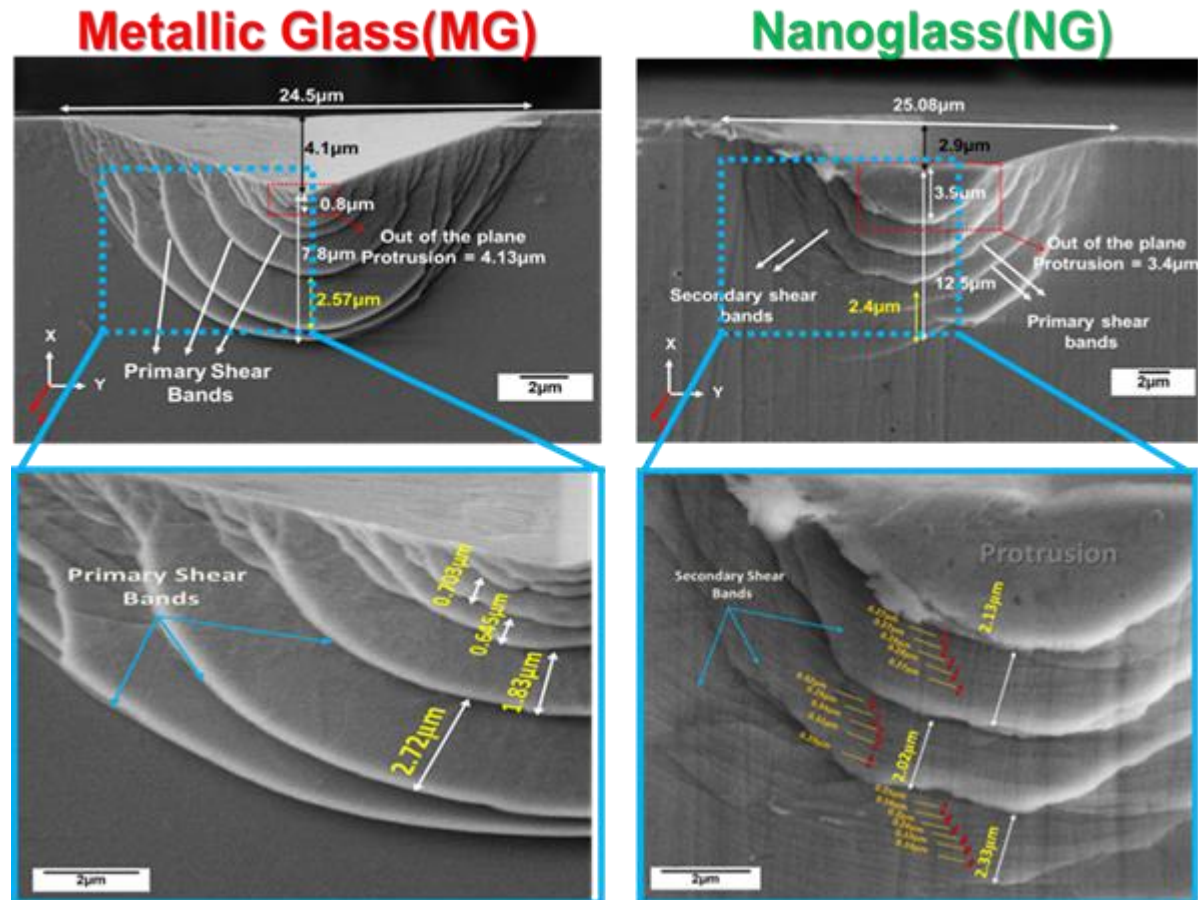 Metallic Glass(MG)
24.5µm
4.1µm
0.8µm
Out of the plane
Protrusion = 4.13µm
7.8µm
2.57µm
Primary Shear
Bands
X
Y
2µm
Nanoglass(NG)
25.08µm
2.9µm
3.9µm
Out of the plane
Protrusion = 3.4µm
12.5µm
Secondary shear
bands
2.4µm
Primary shear
bands
X
Y
2µm
Primary Shear
Bands
0.703µm
0.645µm
1.83µm
2.72µm
2µm
Protrusion
Secondary Shear
Bands
2.13µm
2.02µm
2.33µm
2µm